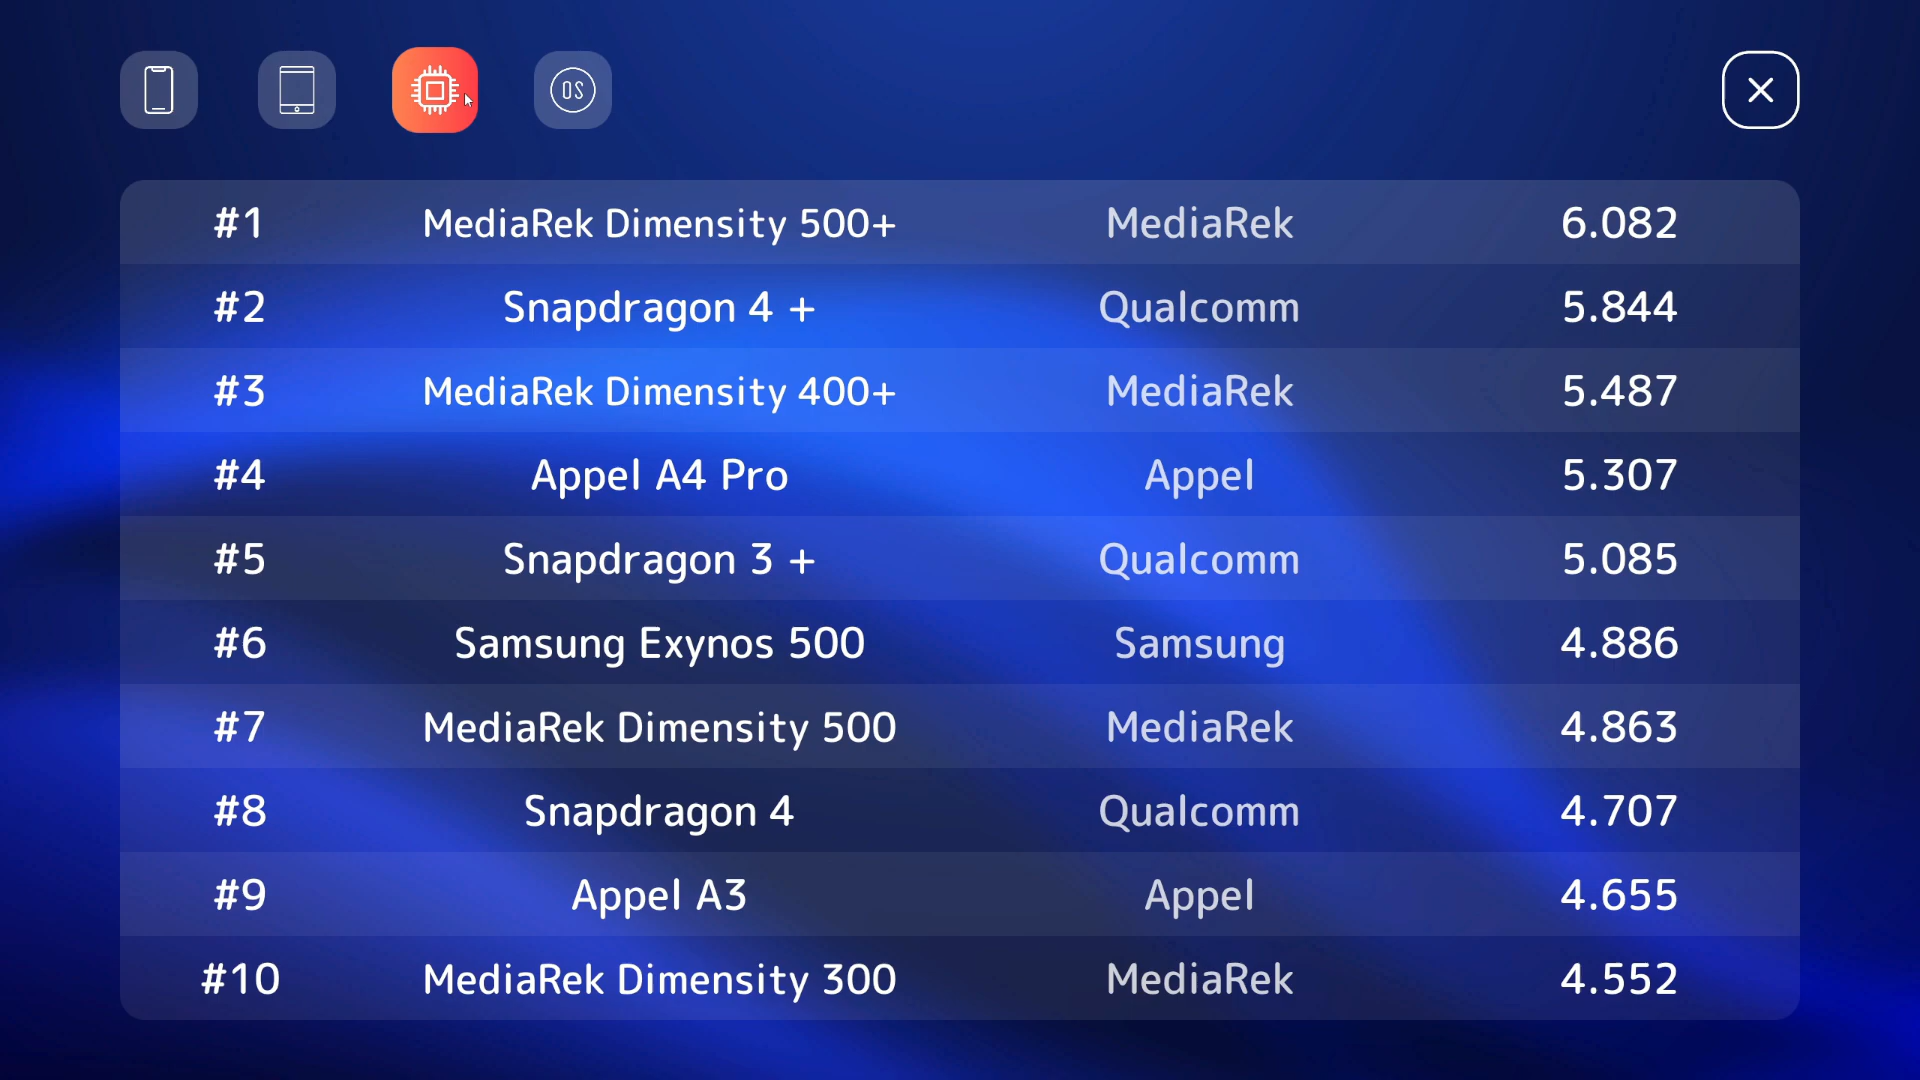 OS
#1 MediaRek Dimensity 500+ MediaRek 6.082
#2 Snapdragon 4 + Qualcomm 5.844
#3 MediaRek Dimensity 400+ MediaRek 5.487
#4 Appel A4 Pro Appel 5.307
#5 Snapdragon 3 + Qualcomm 5.085
#6 Samsung Exynos 500 Samsung 4.886
#7 MediaRek Dimensity 500 MediaRek 4.863
#8 Snapdragon 4 Qualcomm 4.707
#9 Appel A3 Appel 4.655
#10 MediaRek Dimensity 300 MediaRek 4.552